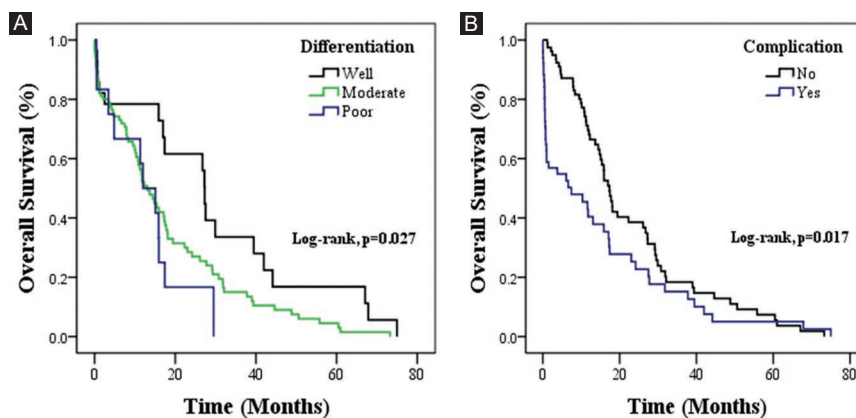 A
Overall Survival (%)
1.0
0.8
0.6
0.4
0.2
0.0
0
20
40
60
80
Time (Months)
Differentiation
Well
Moderate
Poor
Log-rank, p=0.027
B
Overall Survival (%)
1.0
0.8
0.6
0.4
0.2
0.0
0
20
40
60
80
Time (Months)
Complication
No
Yes
Log-rank, p=0.017